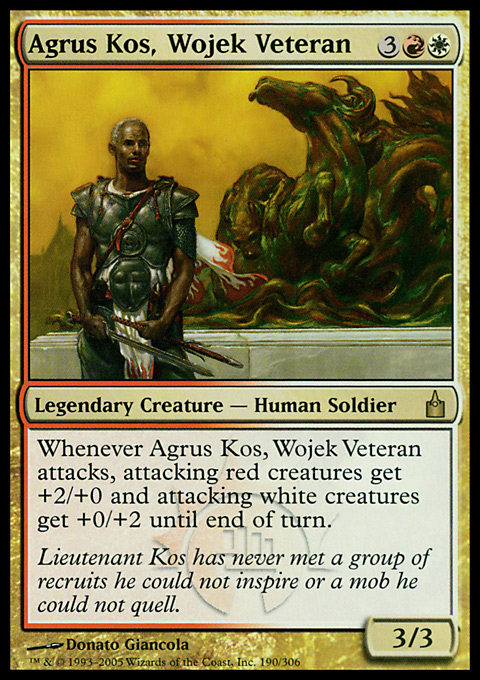 Agrus Kos, Wojek Veteran 3
Legendary Creature — Human Soldier
Whenever Agrus Kos, Wojek Veteran
attacks, attacking red creatures get
+2/+0 and attacking white creatures
get +0/+2 until end of turn.
Lieutenant Kos has never met a group of
recruits he could not inspire or a mob he
could not quell.
Donato Giancola
3/3
™ & © 1993–2005 Wizards of the Coast, Inc. 190/306